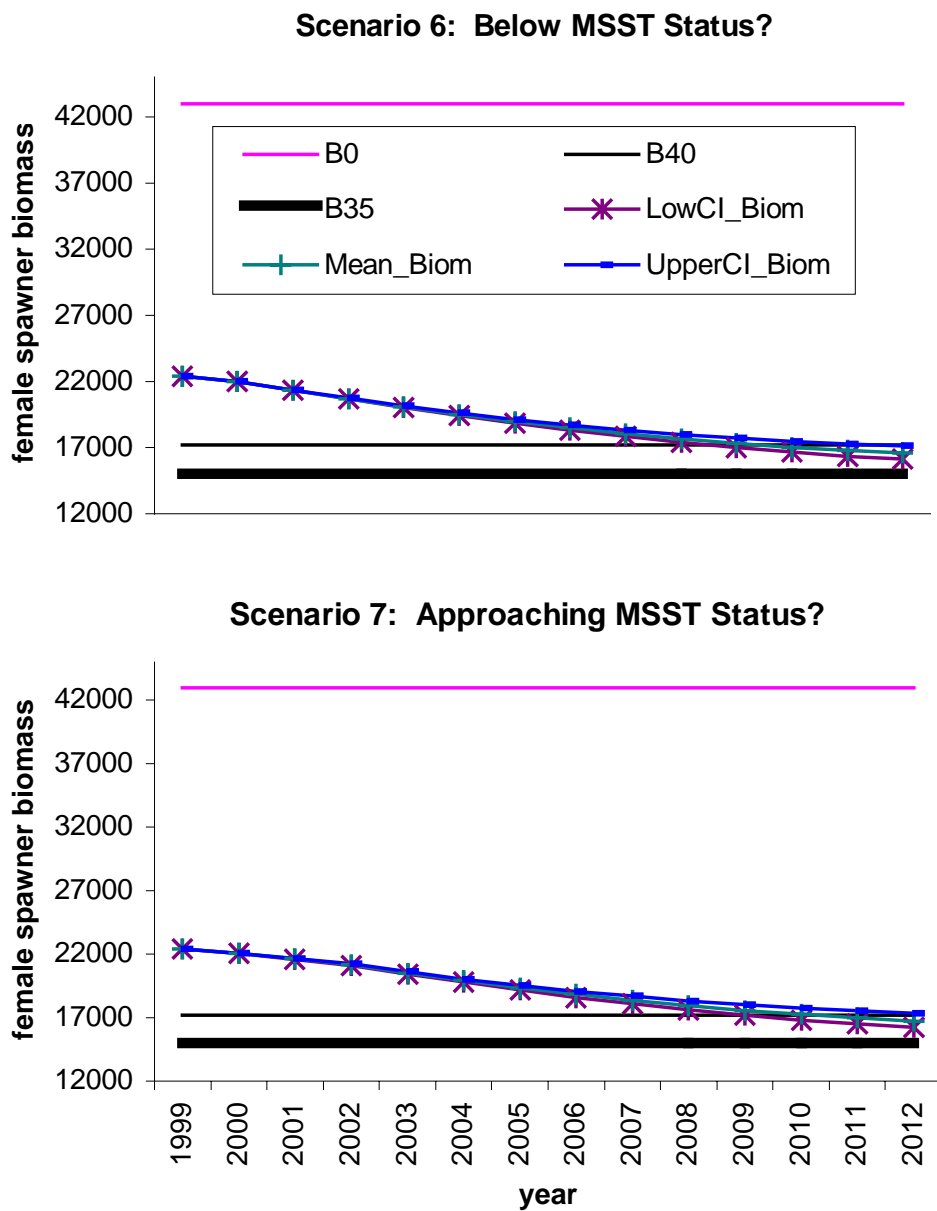 Scenario 6: Below MSST Status?
female spawner biomass
42000
37000
32000
27000
22000
17000
12000
B0 B40
B35 LowCI_Biom
Mean_Biom UpperCI_Biom
Scenario 7: Approaching MSST Status?
female spawner biomass
42000
37000
32000
27000
22000
17000
12000
1999 2000 2001 2002 2003 2004 2005 2006 2007 2008 2009 2010 2011 2012
year